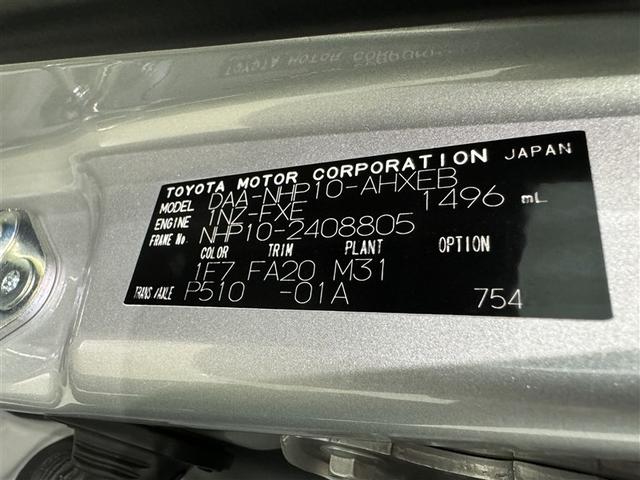 TOYOTA MOTOR CORPORATION JAPAN
MODEL DAA-NHP10-AHXEB
ENGINE 1NZ-FXE 1496 mL
FRAME No. NHP10-2408805
COLOR TRIM PLANT OPTION
1F7 FA20 M31
TRANS/AXLE P510 -01A 754